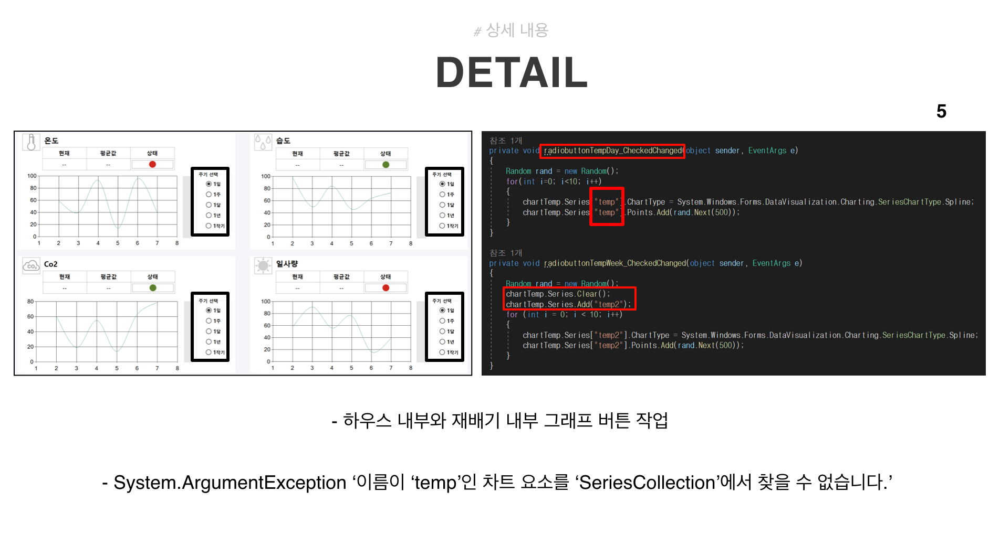 # 상세 내용
DETAIL
5
온도
현재 평균값 상태
-- --
주기 선택
1일
1주
1달
1년
1작기
100
80
60
40
20
0
1 2 3 4 5 6 7 8
습도
현재 평균값 상태
-- --
주기 선택
1일
1주
1달
1년
1작기
100
80
60
40
20
0
1 2 3 4 5 6 7 8
CO₂
Co2
현재 평균값 상태
-- --
주기 선택
1일
1주
1달
1년
1작기
80
60
40
20
0
1 2 3 4 5 6 7 8
일사량
현재 평균값 상태
-- --
주기 선택
1일
1주
1달
1년
1작기
100
80
60
40
20
0
1 2 3 4 5 6 7 8
참조 1개
private void radiobuttonTempDay_CheckedChanged(object sender, EventArgs e)
{
Random rand = new Random();
for(int i=0; i<10; i++)
{
chartTemp.Series["temp"].ChartType = System.Windows.Forms.DataVisualization.Charting.SeriesChartType.Spline;
chartTemp.Series["temp"].Points.Add(rand.Next(500));
}
}
참조 1개
private void radiobuttonTempWeek_CheckedChanged(object sender, EventArgs e)
{
Random rand = new Random();
chartTemp.Series.Clear();
chartTemp.Series.Add("temp2");
for (int i = 0; i < 10; i++)
{
chartTemp.Series["temp2"].ChartType = System.Windows.Forms.DataVisualization.Charting.SeriesChartType.Spline;
chartTemp.Series["temp2"].Points.Add(rand.Next(500));
}
}
- 하우스 내부와 재배기 내부 그래프 버튼 작업
- System.ArgumentException ‘이름이 ‘temp’인 차트 요소를 ‘SeriesCollection’에서 찾을 수 없습니다.’